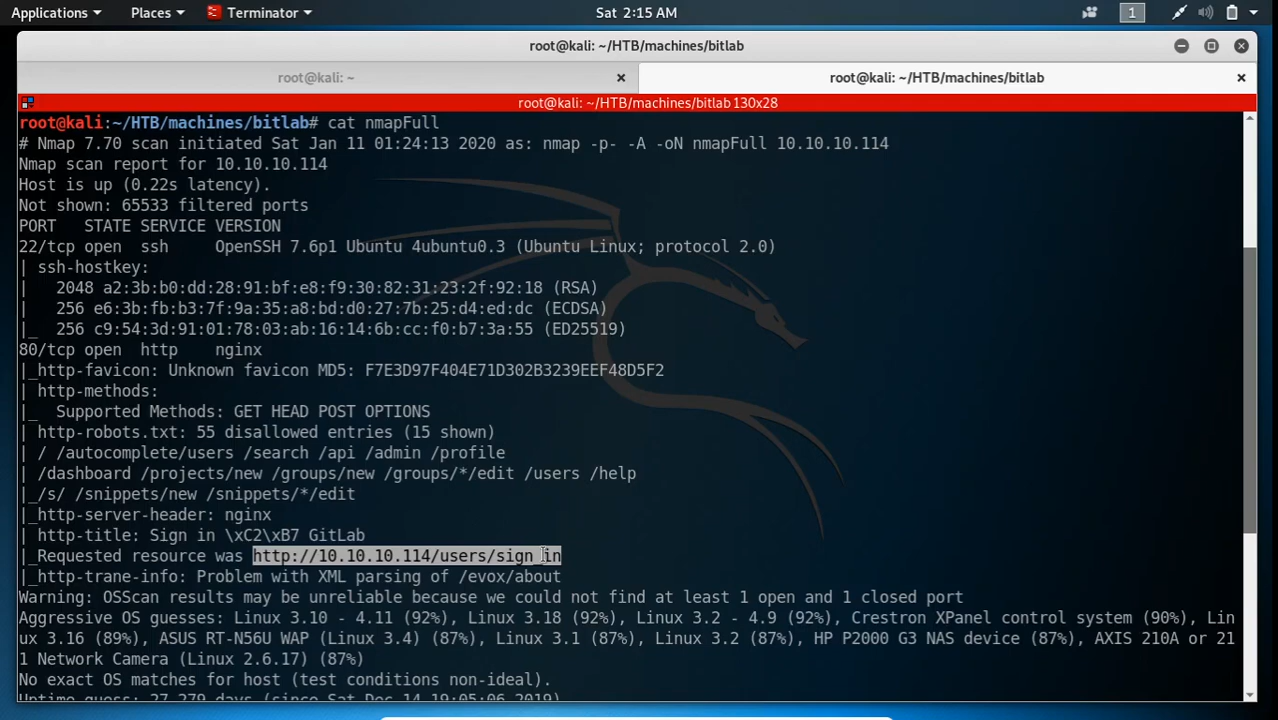 Applications Places Terminator Sat 2:15 AM 1
root@kali: ~/HTB/machines/bitlab
root@kali: ~ root@kali: ~/HTB/machines/bitlab
root@kali: ~/HTB/machines/bitlab 130x28
root@kali:~/HTB/machines/bitlab# cat nmapFull
# Nmap 7.70 scan initiated Sat Jan 11 01:24:13 2020 as: nmap -p- -A -oN nmapFull 10.10.10.114
Nmap scan report for 10.10.10.114
Host is up (0.22s latency).
Not shown: 65533 filtered ports
PORT   STATE SERVICE VERSION
22/tcp open  ssh     OpenSSH 7.6p1 Ubuntu 4ubuntu0.3 (Ubuntu Linux; protocol 2.0)
| ssh-hostkey:
|   2048 a2:3b:b0:dd:28:91:bf:e8:f9:30:82:31:23:2f:92:18 (RSA)
|   256 e6:3b:fb:b3:7f:9a:35:a8:bd:d0:27:7b:25:d4:ed:dc (ECDSA)
|_  256 c9:54:3d:91:01:78:03:ab:16:14:6b:cc:f0:b7:3a:55 (ED25519)
80/tcp open  http    nginx
|_http-favicon: Unknown favicon MD5: F7E3D97F404E71D302B3239EEF48D5F2
| http-methods:
|_  Supported Methods: GET HEAD POST OPTIONS
| http-robots.txt: 55 disallowed entries (15 shown)
| / /autocomplete/users /search /api /admin /profile
| /dashboard /projects/new /groups/new /groups/*/edit /users /help
|_/s/ /snippets/new /snippets/*/edit
|_http-server-header: nginx
| http-title: Sign in \xC2\xB7 GitLab
|_Requested resource was http://10.10.10.114/users/sign_in
|_http-trane-info: Problem with XML parsing of /evox/about
Warning: OSScan results may be unreliable because we could not find at least 1 open and 1 closed port
Aggressive OS guesses: Linux 3.10 - 4.11 (92%), Linux 3.18 (92%), Linux 3.2 - 4.9 (92%), Crestron XPanel control system (90%), Lin
ux 3.16 (89%), ASUS RT-N56U WAP (Linux 3.4) (87%), Linux 3.1 (87%), Linux 3.2 (87%), HP P2000 G3 NAS device (87%), AXIS 210A or 21
1 Network Camera (Linux 2.6.17) (87%)
No exact OS matches for host (test conditions non-ideal).
Uptime guess: 27.279 days (since Sat Dec 14 19:05:06 2019)